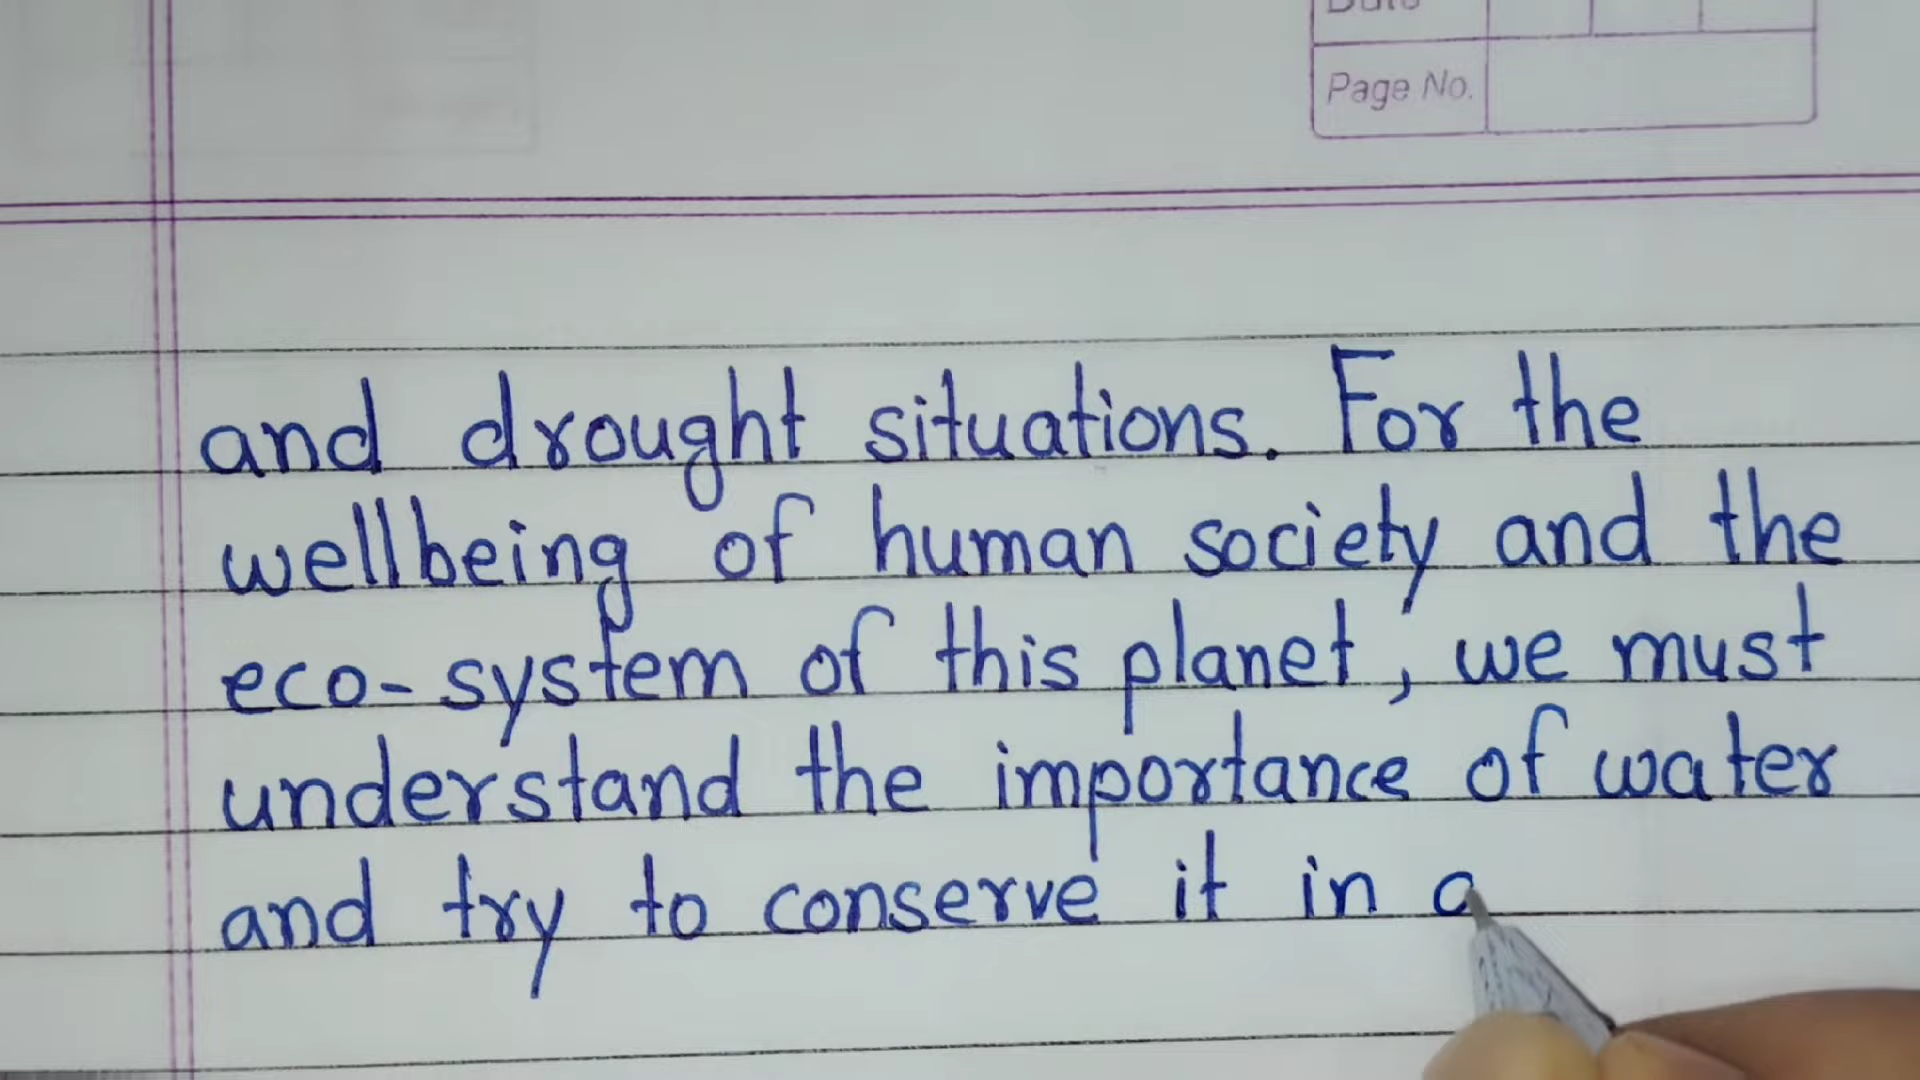 Page No.
and drought situations. For the
wellbeing of human society and the
eco-system of this planet, we must
understand the importance of water
and try to conserve it in a